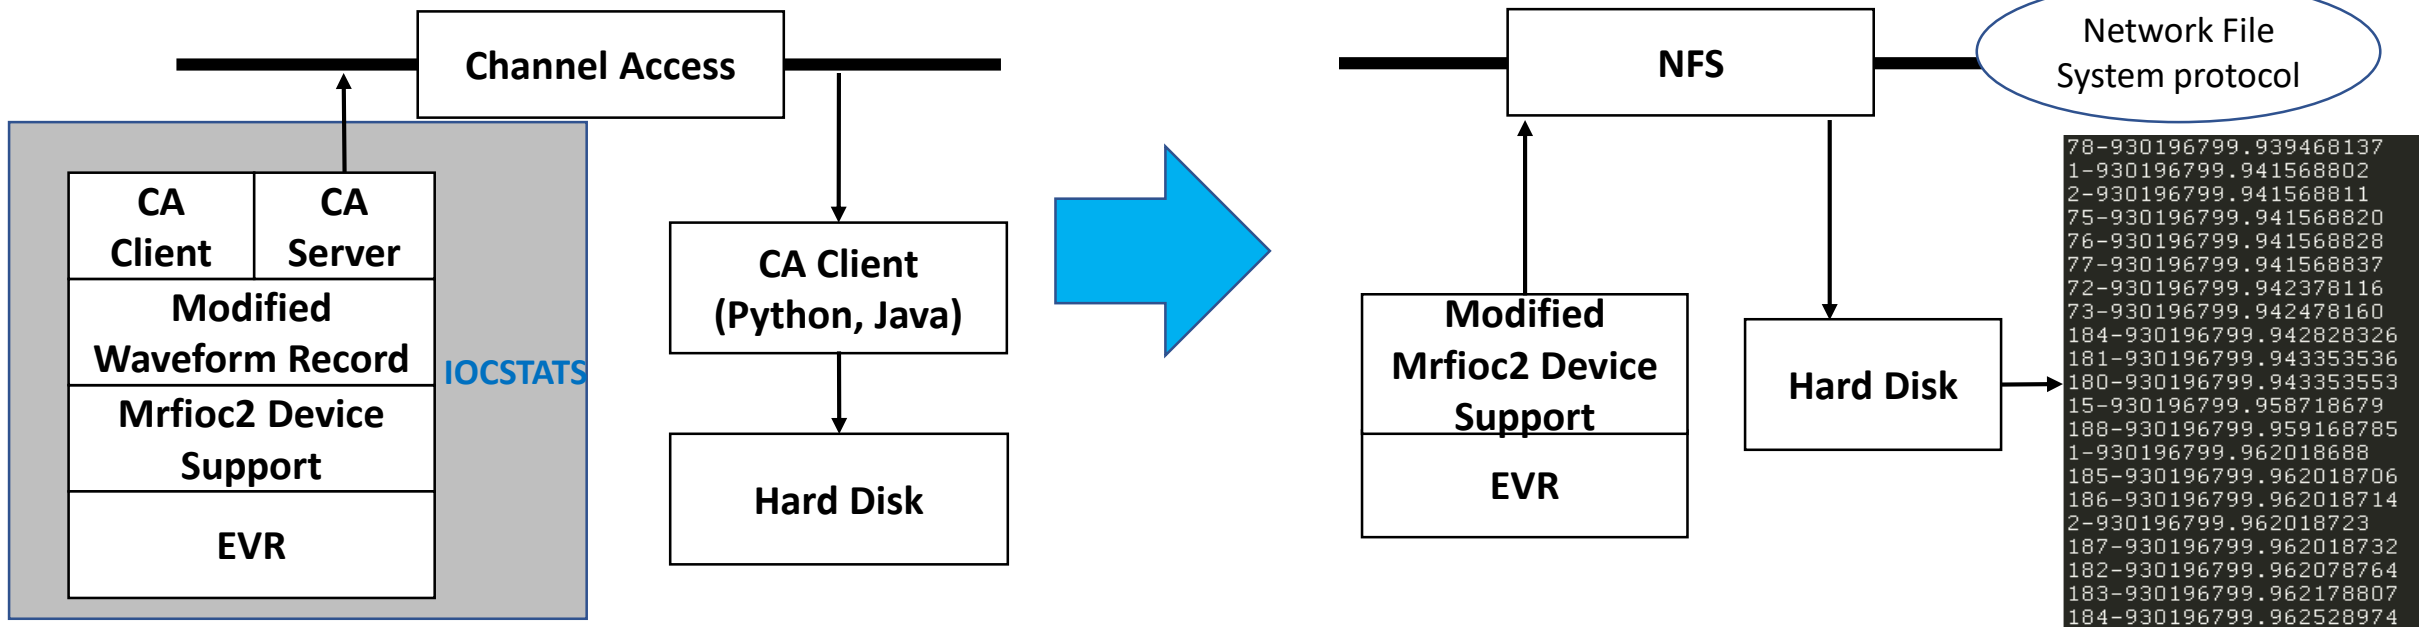 Channel Access
CA
Client
CA
Server
Modified
Waveform Record
Mrfioc2 Device
Support
EVR
IOCSTATS
CA Client
(Python, Java)
Hard Disk
NFS
Network File
System protocol
Modified
Mrfioc2 Device
Support
EVR
Hard Disk
78-930196799.939468137
1-930196799.941568802
2-930196799.941568811
75-930196799.941568820
76-930196799.941568828
77-930196799.941568837
72-930196799.942378116
73-930196799.942478160
184-930196799.942828326
181-930196799.943353536
180-930196799.943353553
15-930196799.958718679
188-930196799.959168785
1-930196799.962018688
185-930196799.962018706
186-930196799.962018714
2-930196799.962018723
187-930196799.962018732
182-930196799.962078764
183-930196799.962178807
184-930196799.962528974